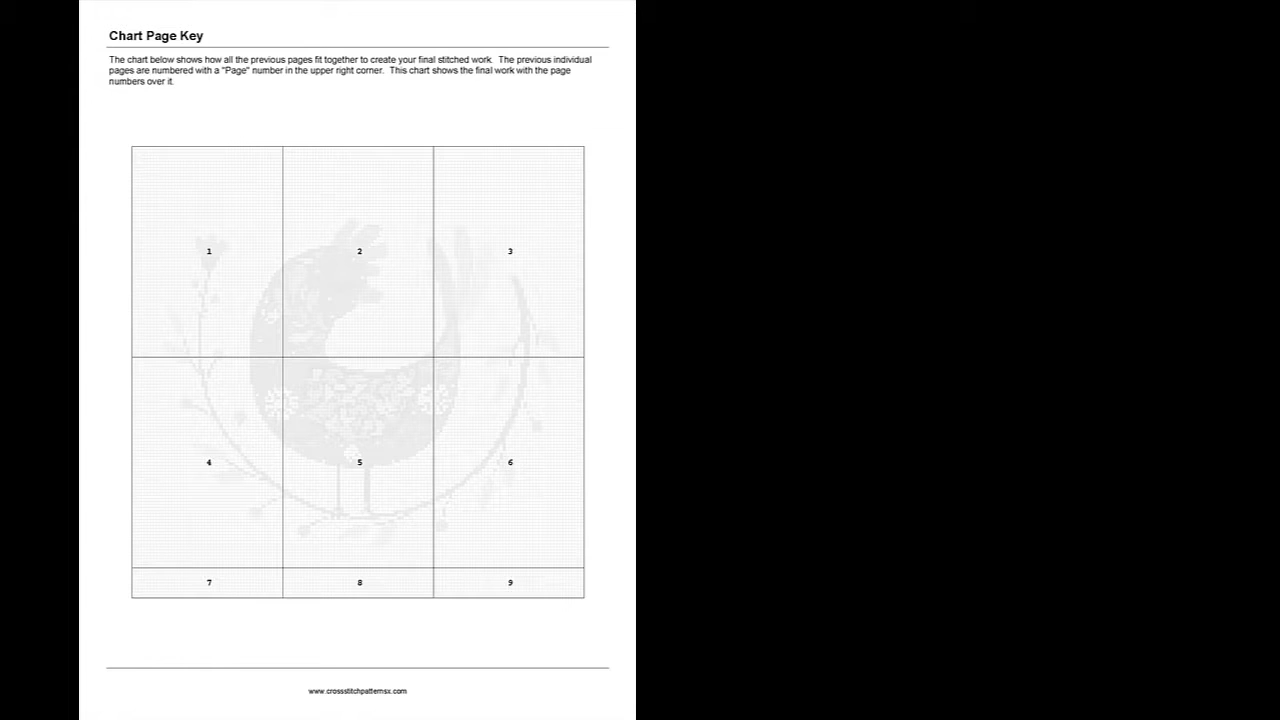 Chart Page Key
The chart below shows how all the previous pages fit together to create your final stitched work. The previous individual
pages are numbered with a "Page" number in the upper right corner. This chart shows the final work with the page
numbers over it.
1 2 3
4 5 6
7 8 9
www.crossstitchpatternsx.com